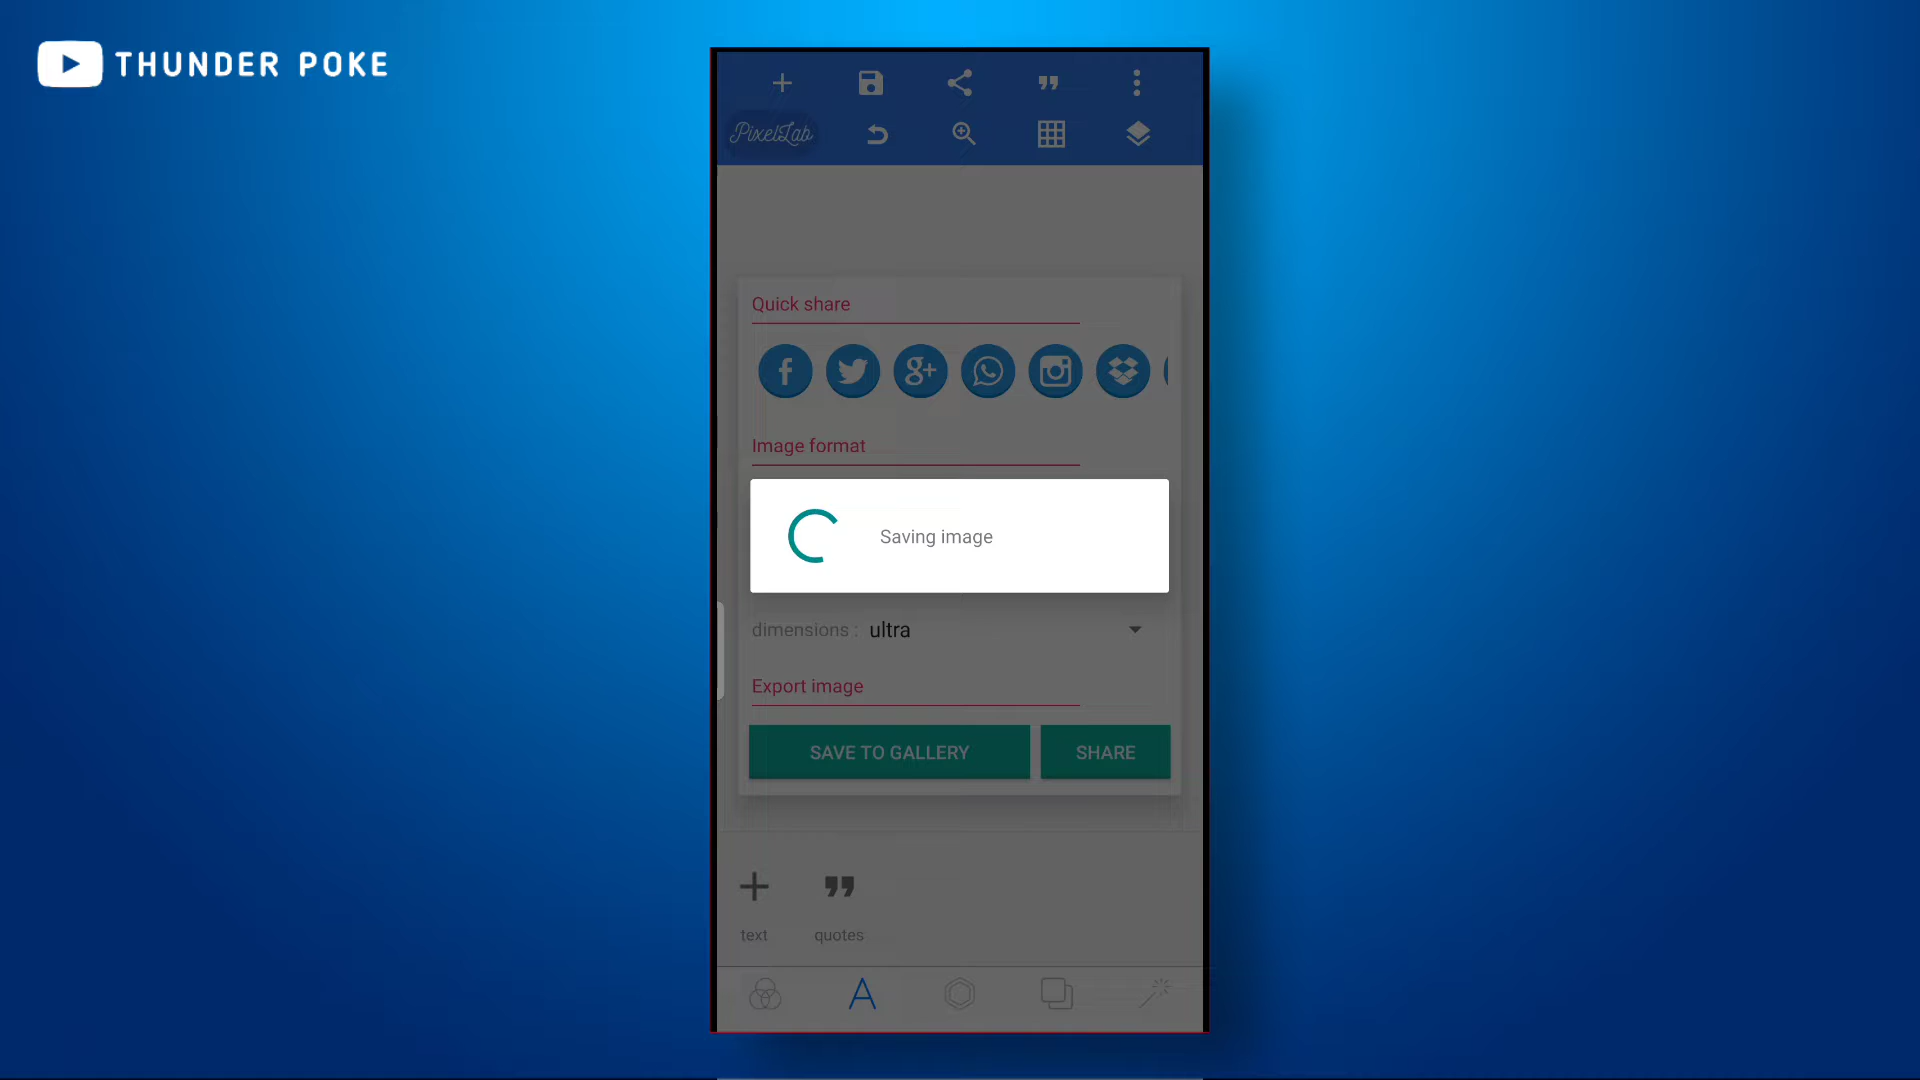 THUNDER POKE
PixelLab
Quick share
Image format
Saving image
dimensions : ultra
Export image
SAVE TO GALLERY
SHARE
text
quotes